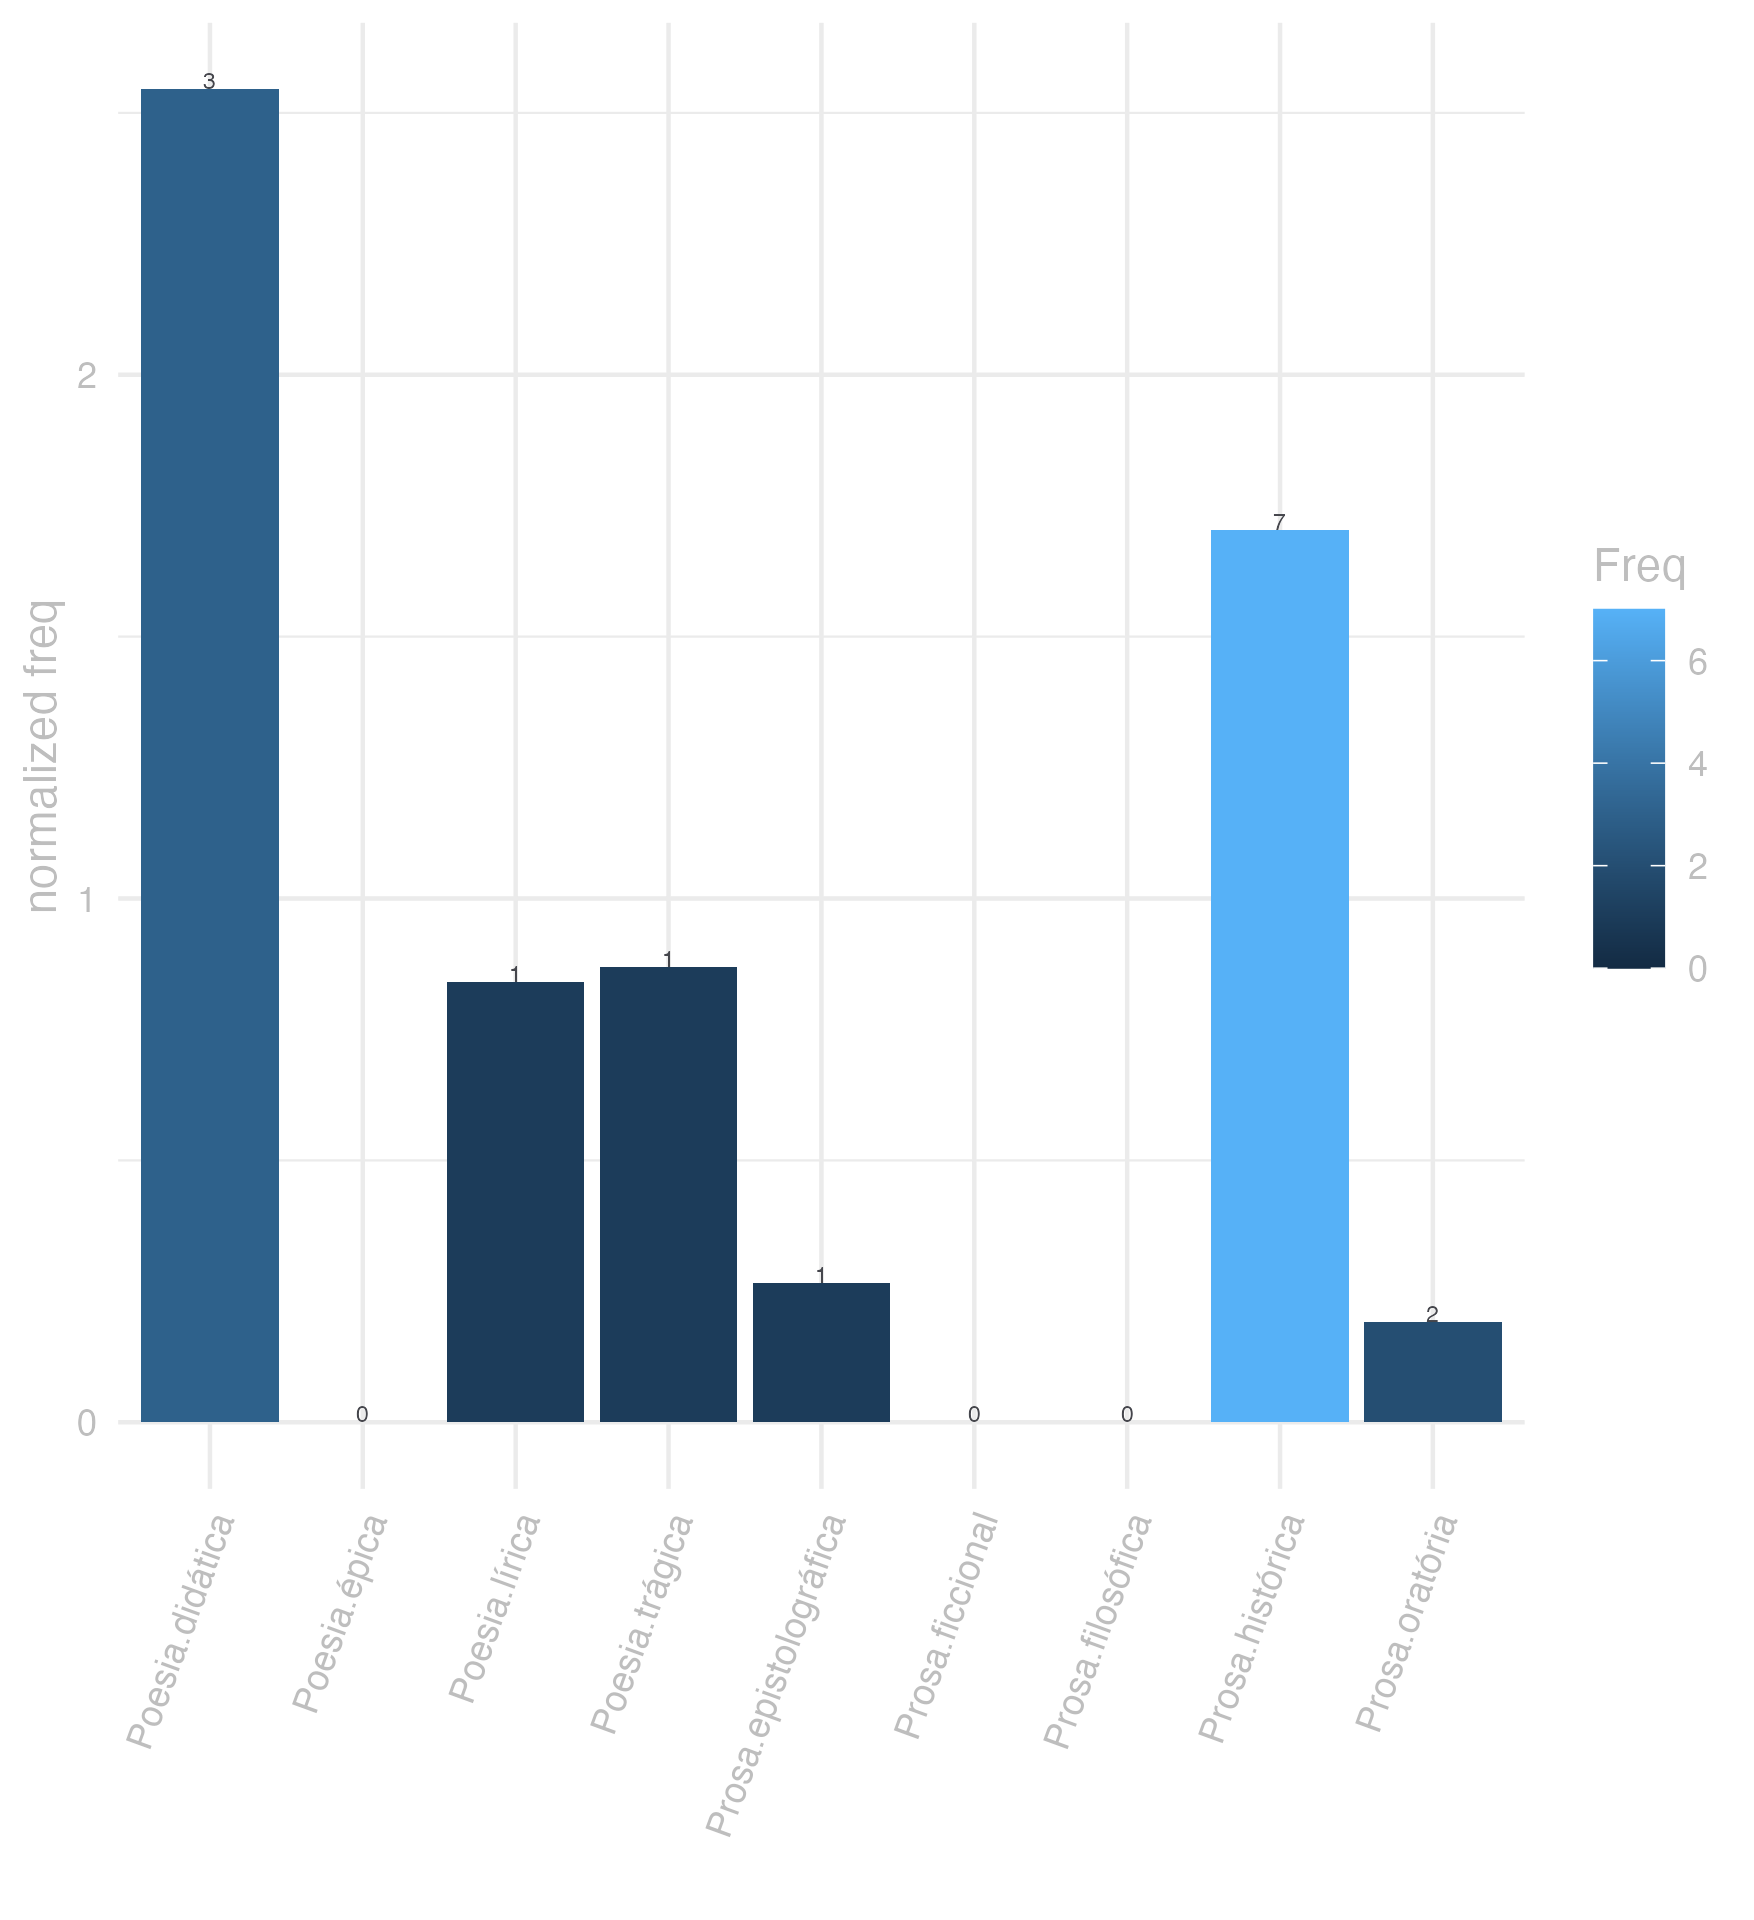 3
0
1
1
1
0
0
7
2
2
1
0
normalized freq
Poesia.didática
Poesia.épica
Poesia.lírica
Poesia.trágica
Prosa.epistolográfica
Prosa.ficcional
Prosa.filosófica
Prosa.histórica
Prosa.oratória
Freq
6
4
2
0